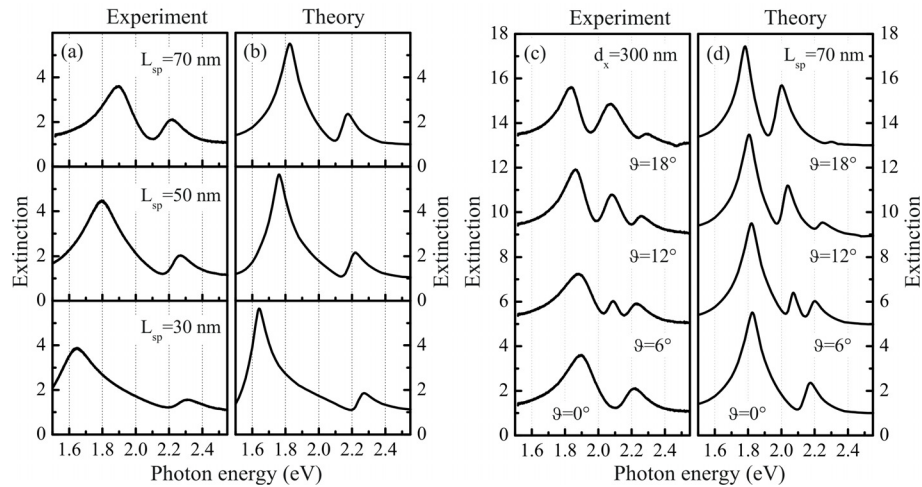 Experiment Theory
(a) L_sp=70 nm
(b)
L_sp=50 nm
L_sp=30 nm
4
2
0
4
2
0
4
2
0
4
2
0
4
2
0
4
2
0
Extinction
Extinction
1.6 1.8 2.0 2.2 2.4 1.6 1.8 2.0 2.2 2.4
Photon energy (eV)
Experiment Theory
(c) d_x=300 nm
(d) L_sp=70 nm
18
16
14
12
10
8
6
4
2
0
18
16
14
12
10
8
6
4
2
0
ϑ=18° ϑ=18°
ϑ=12° ϑ=12°
ϑ=6° ϑ=6°
ϑ=0° ϑ=0°
Extinction
Extinction
1.6 1.8 2.0 2.2 2.4 1.6 1.8 2.0 2.2 2.4
Photon energy (eV)